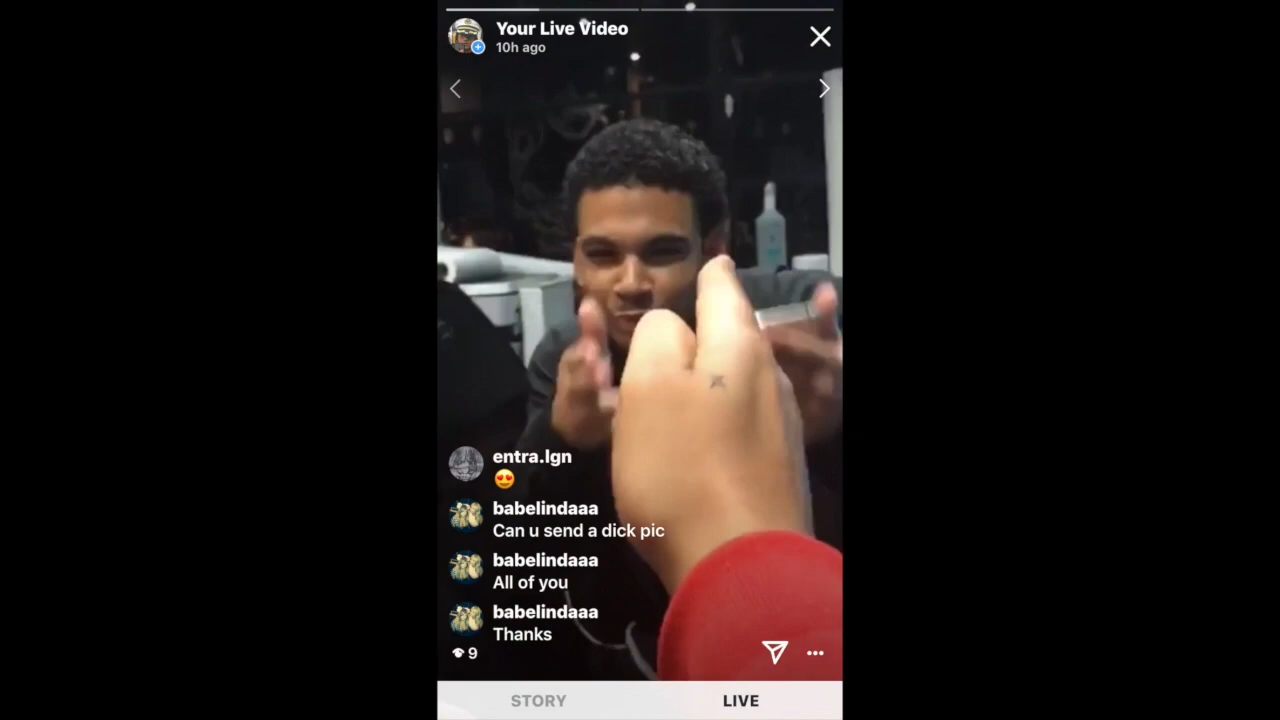 Your Live Video
10h ago
entra.lgn
😍
babelindaaa
Can u send a dick pic
babelindaaa
All of you
babelindaaa
Thanks
9
STORY
LIVE